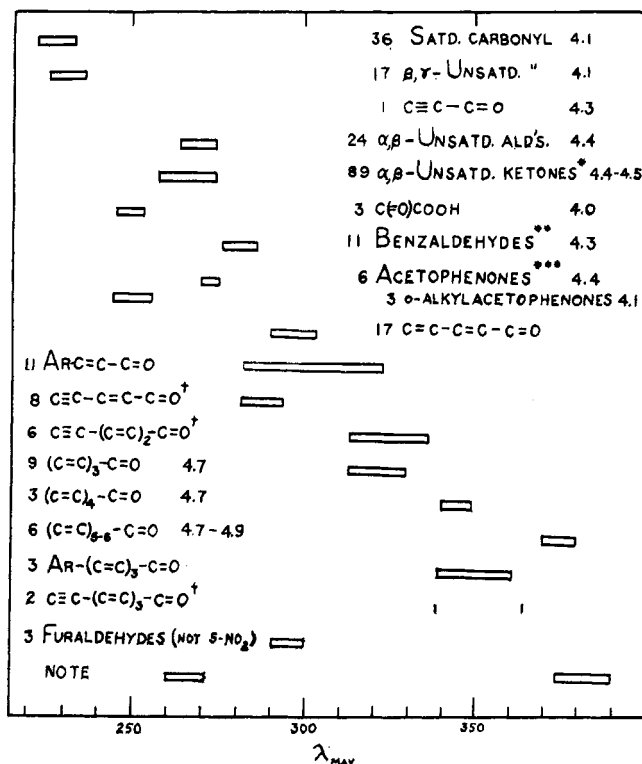 36 SATD. CARBONYL 4.1
17 β,γ-UNSATD. " 4.1
1 C≡C-C=O 4.3
24 α,β-UNSATD. ALD'S. 4.4
89 α,β-UNSATD. KETONES* 4.4-4.5
3 C(=O)COOH 4.0
11 BENZALDEHYDES** 4.3
6 ACETOPHENONES*** 4.4
3 o-ALKYLACETOPHENONES 4.1
17 C=C-C=C-C=O
11 ARC=C-C=O
8 C≡C-C=C-C=O†
6 C≡C-(C=C)₂-C=O†
9 (C=C)₃-C=O 4.7
3 (C=C)₄-C=O 4.7
6 (C=C)₅₋₆-C=O 4.7-4.9
3 AR-(C=C)₃-C=O
2 C≡C-(C=C)₃-C=O†
3 FURALDEHYDES (NOT 5-NO₂)
NOTE
250 300 350
λMAX